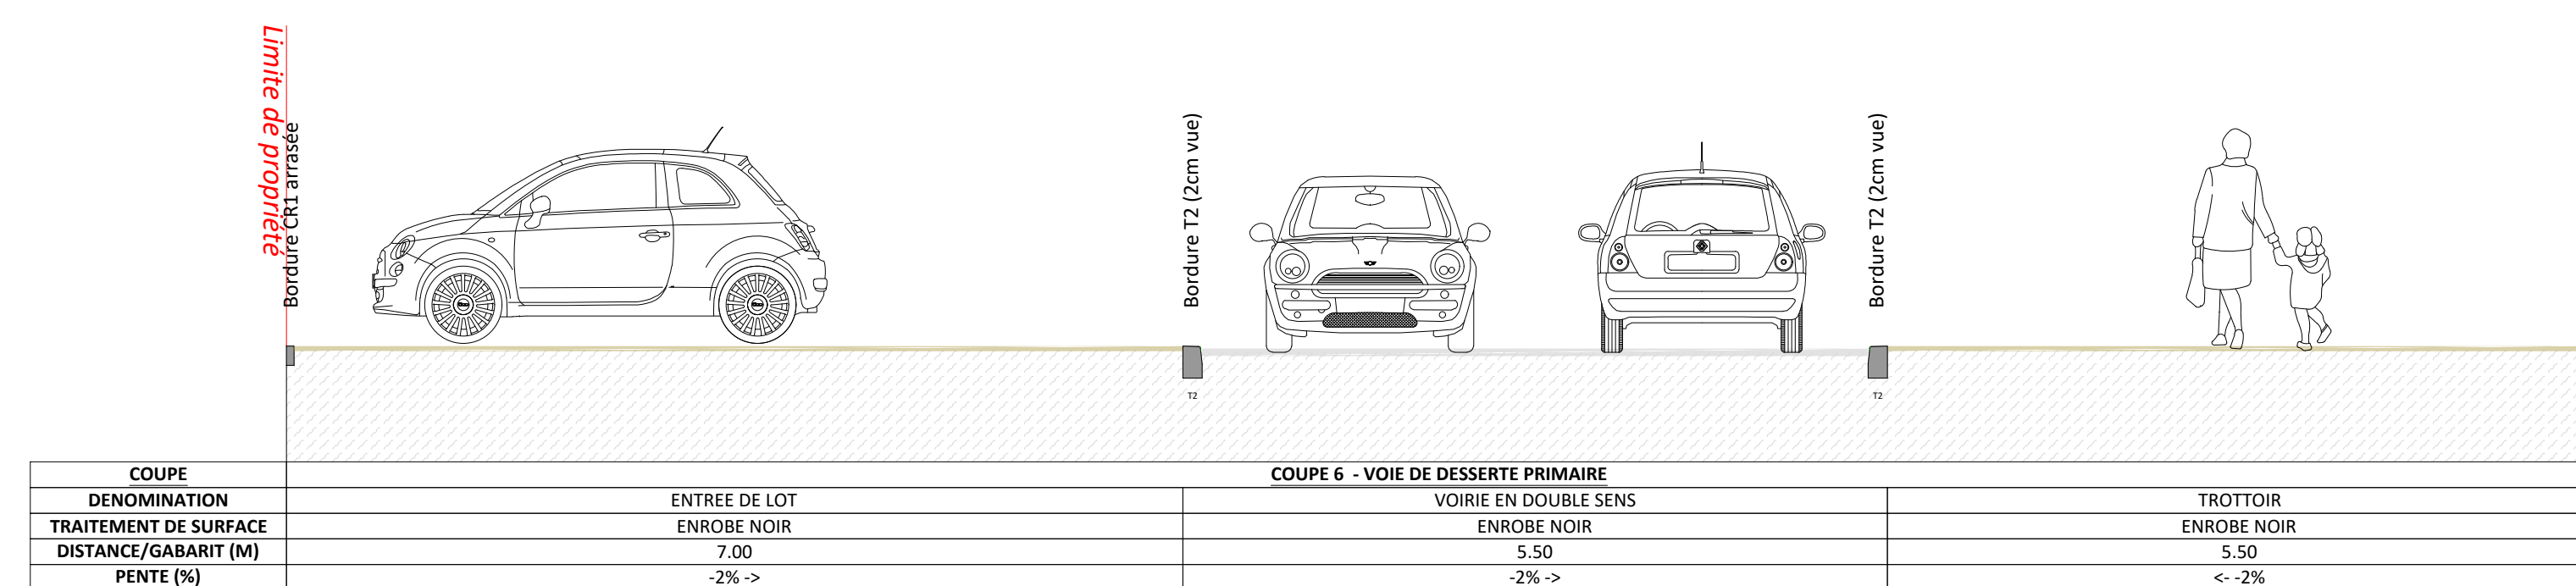 Limite de propriété
Bordure CR1 arrasée
Bordure T2 (2cm vue)
Bordure T2 (2cm vue)
T2
T2
COUPE
COUPE 6 - VOIE DE DESSERTE PRIMAIRE
DENOMINATION
ENTREE DE LOT
VOIRIE EN DOUBLE SENS
TROTTOIR
TRAITEMENT DE SURFACE
ENROBE NOIR
ENROBE NOIR
ENROBE NOIR
DISTANCE/GABARIT (M)
7.00
5.50
5.50
PENTE (%)
-2% ->
-2% ->
<- -2%